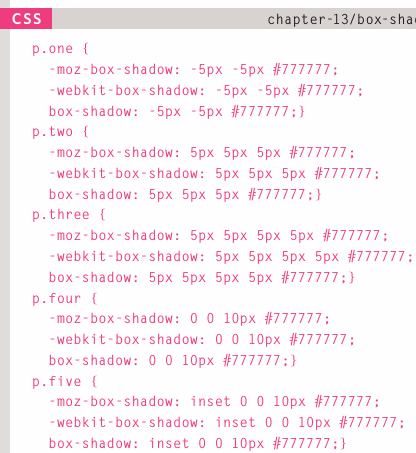 CSS chapter-13/box-shad
p.one {
-moz-box-shadow: -5px -5px #777777;
-webkit-box-shadow: -5px -5px #777777;
box-shadow: -5px -5px #777777;}
p.two {
-moz-box-shadow: 5px 5px 5px #777777;
-webkit-box-shadow: 5px 5px 5px #777777;
box-shadow: 5px 5px 5px #777777;}
p.three {
-moz-box-shadow: 5px 5px 5px 5px #777777;
-webkit-box-shadow: 5px 5px 5px 5px #777777;
box-shadow: 5px 5px 5px 5px #777777;}
p.four {
-moz-box-shadow: 0 0 10px #777777;
-webkit-box-shadow: 0 0 10px #777777;
box-shadow: 0 0 10px #777777;}
p.five {
-moz-box-shadow: inset 0 0 10px #777777;
-webkit-box-shadow: inset 0 0 10px #777777;
box-shadow: inset 0 0 10px #777777;}